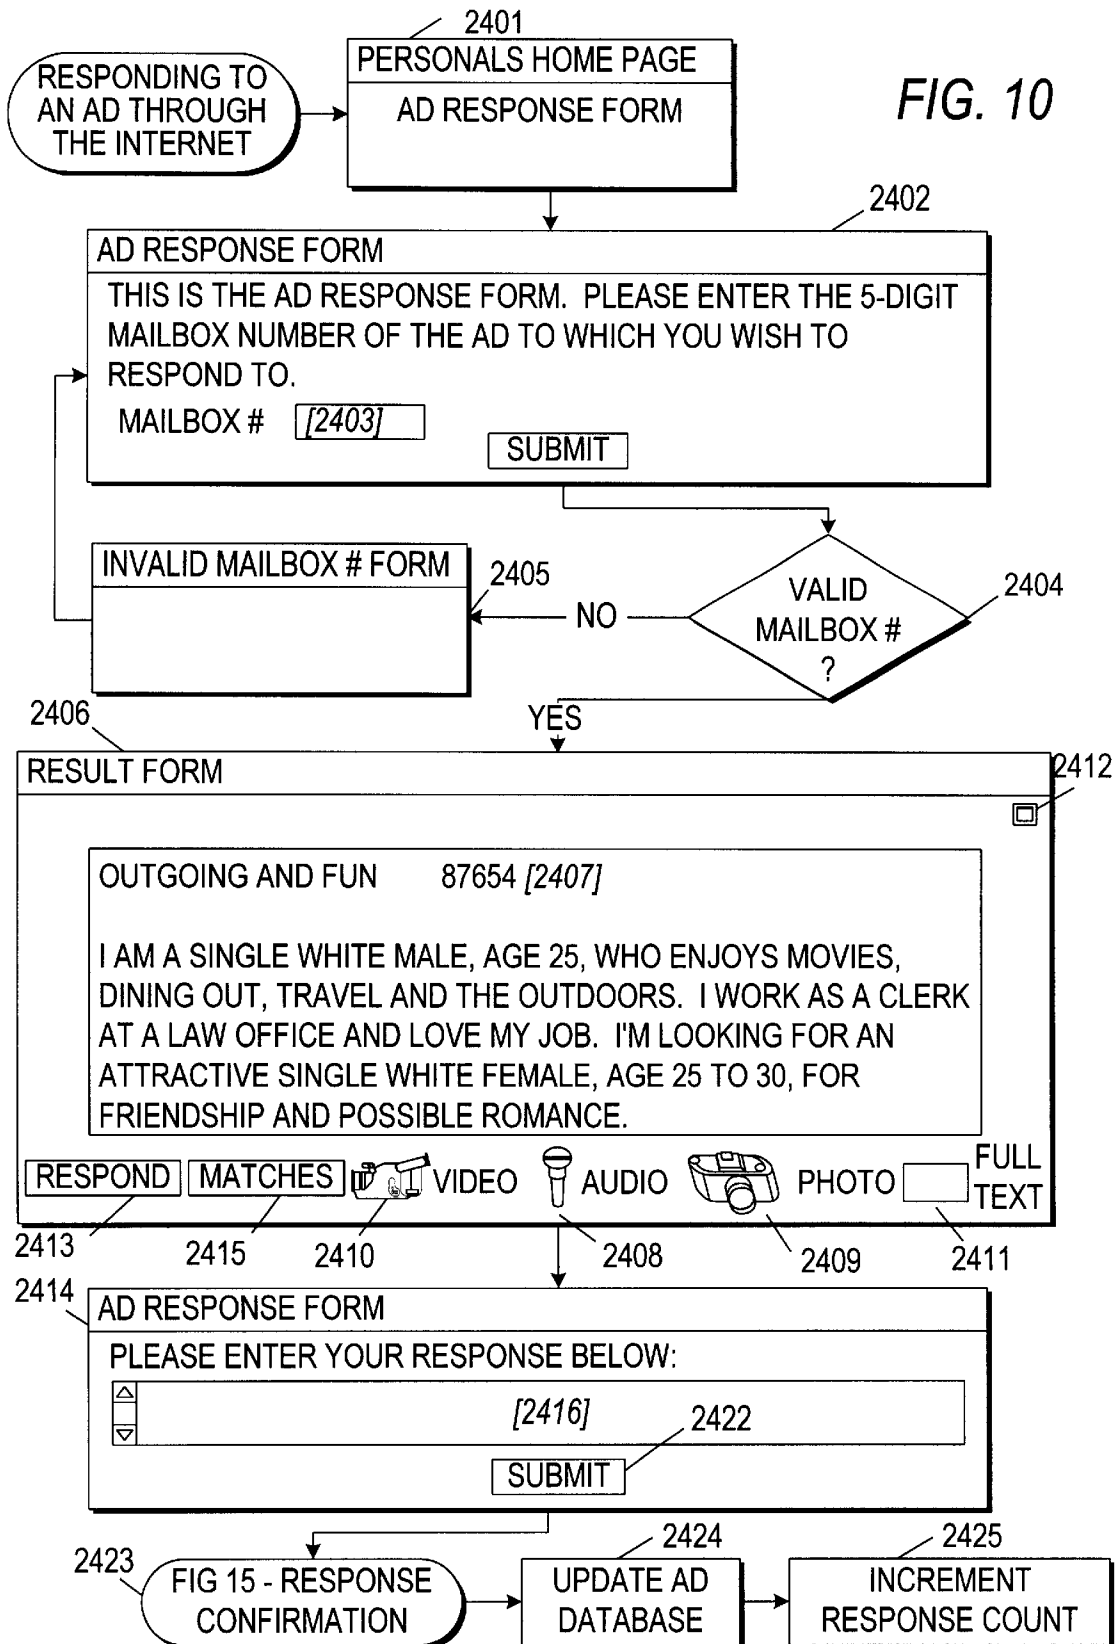 2401
RESPONDING TO
AN AD THROUGH
THE INTERNET
PERSONALS HOME PAGE
AD RESPONSE FORM
FIG. 10
2402
AD RESPONSE FORM
THIS IS THE AD RESPONSE FORM. PLEASE ENTER THE 5-DIGIT
MAILBOX NUMBER OF THE AD TO WHICH YOU WISH TO
RESPOND TO.
MAILBOX # [2403]
SUBMIT
INVALID MAILBOX # FORM
2405
NO
VALID
MAILBOX #
?
2404
YES
2406
RESULT FORM
2412
OUTGOING AND FUN 87654 [2407]
I AM A SINGLE WHITE MALE, AGE 25, WHO ENJOYS MOVIES,
DINING OUT, TRAVEL AND THE OUTDOORS. I WORK AS A CLERK
AT A LAW OFFICE AND LOVE MY JOB. I'M LOOKING FOR AN
ATTRACTIVE SINGLE WHITE FEMALE, AGE 25 TO 30, FOR
FRIENDSHIP AND POSSIBLE ROMANCE.
RESPOND MATCHES VIDEO AUDIO PHOTO FULL
TEXT
2413 2415 2410 2408 2409 2411
2414
AD RESPONSE FORM
PLEASE ENTER YOUR RESPONSE BELOW:
[2416]
2422
SUBMIT
2423
FIG 15 - RESPONSE
CONFIRMATION
2424
UPDATE AD
DATABASE
2425
INCREMENT
RESPONSE COUNT